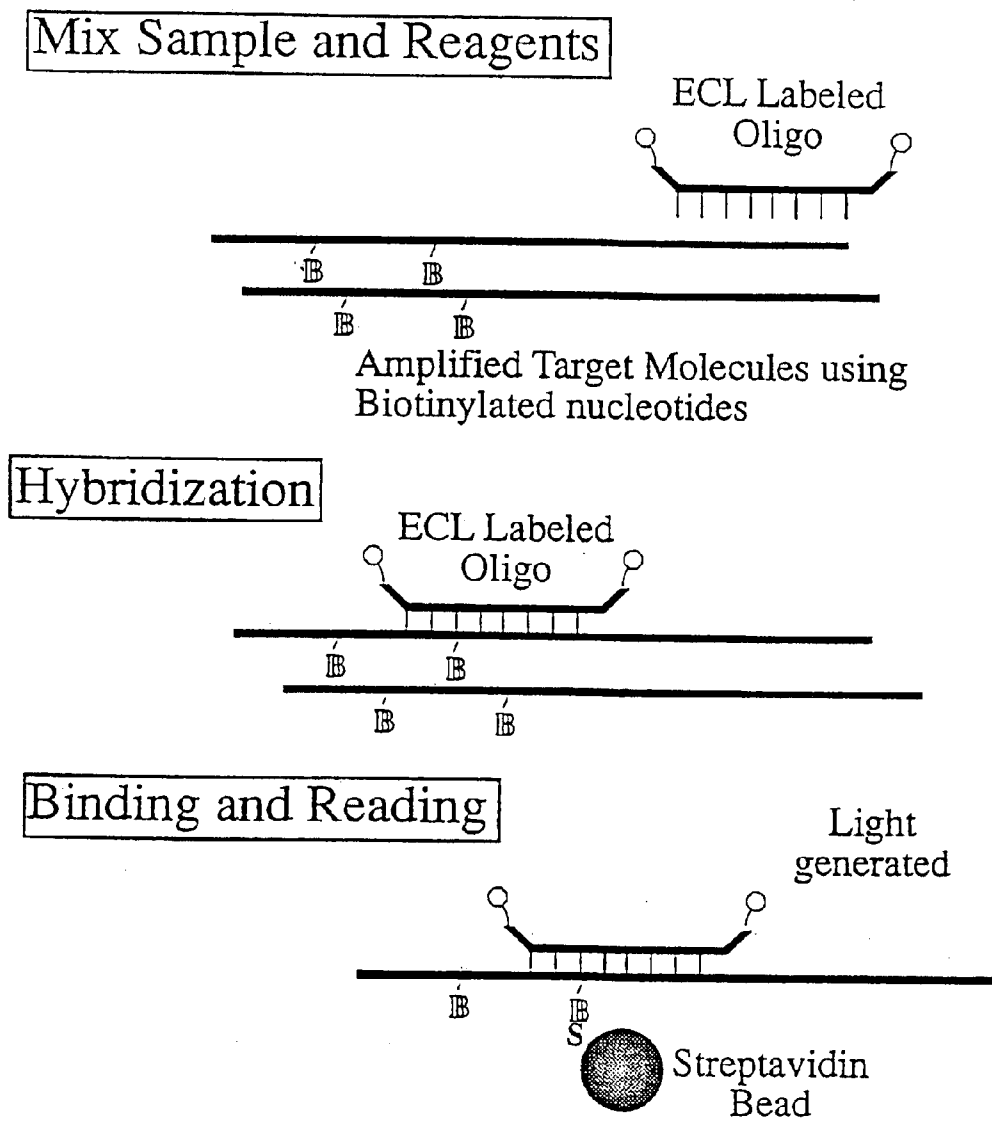 Mix Sample and Reagents
ECL Labeled
Oligo
B B
B B
Amplified Target Molecules using
Biotinylated nucleotides
Hybridization
ECL Labeled
Oligo
B B
B B
Binding and Reading
Light
generated
B B
S
Streptavidin
Bead